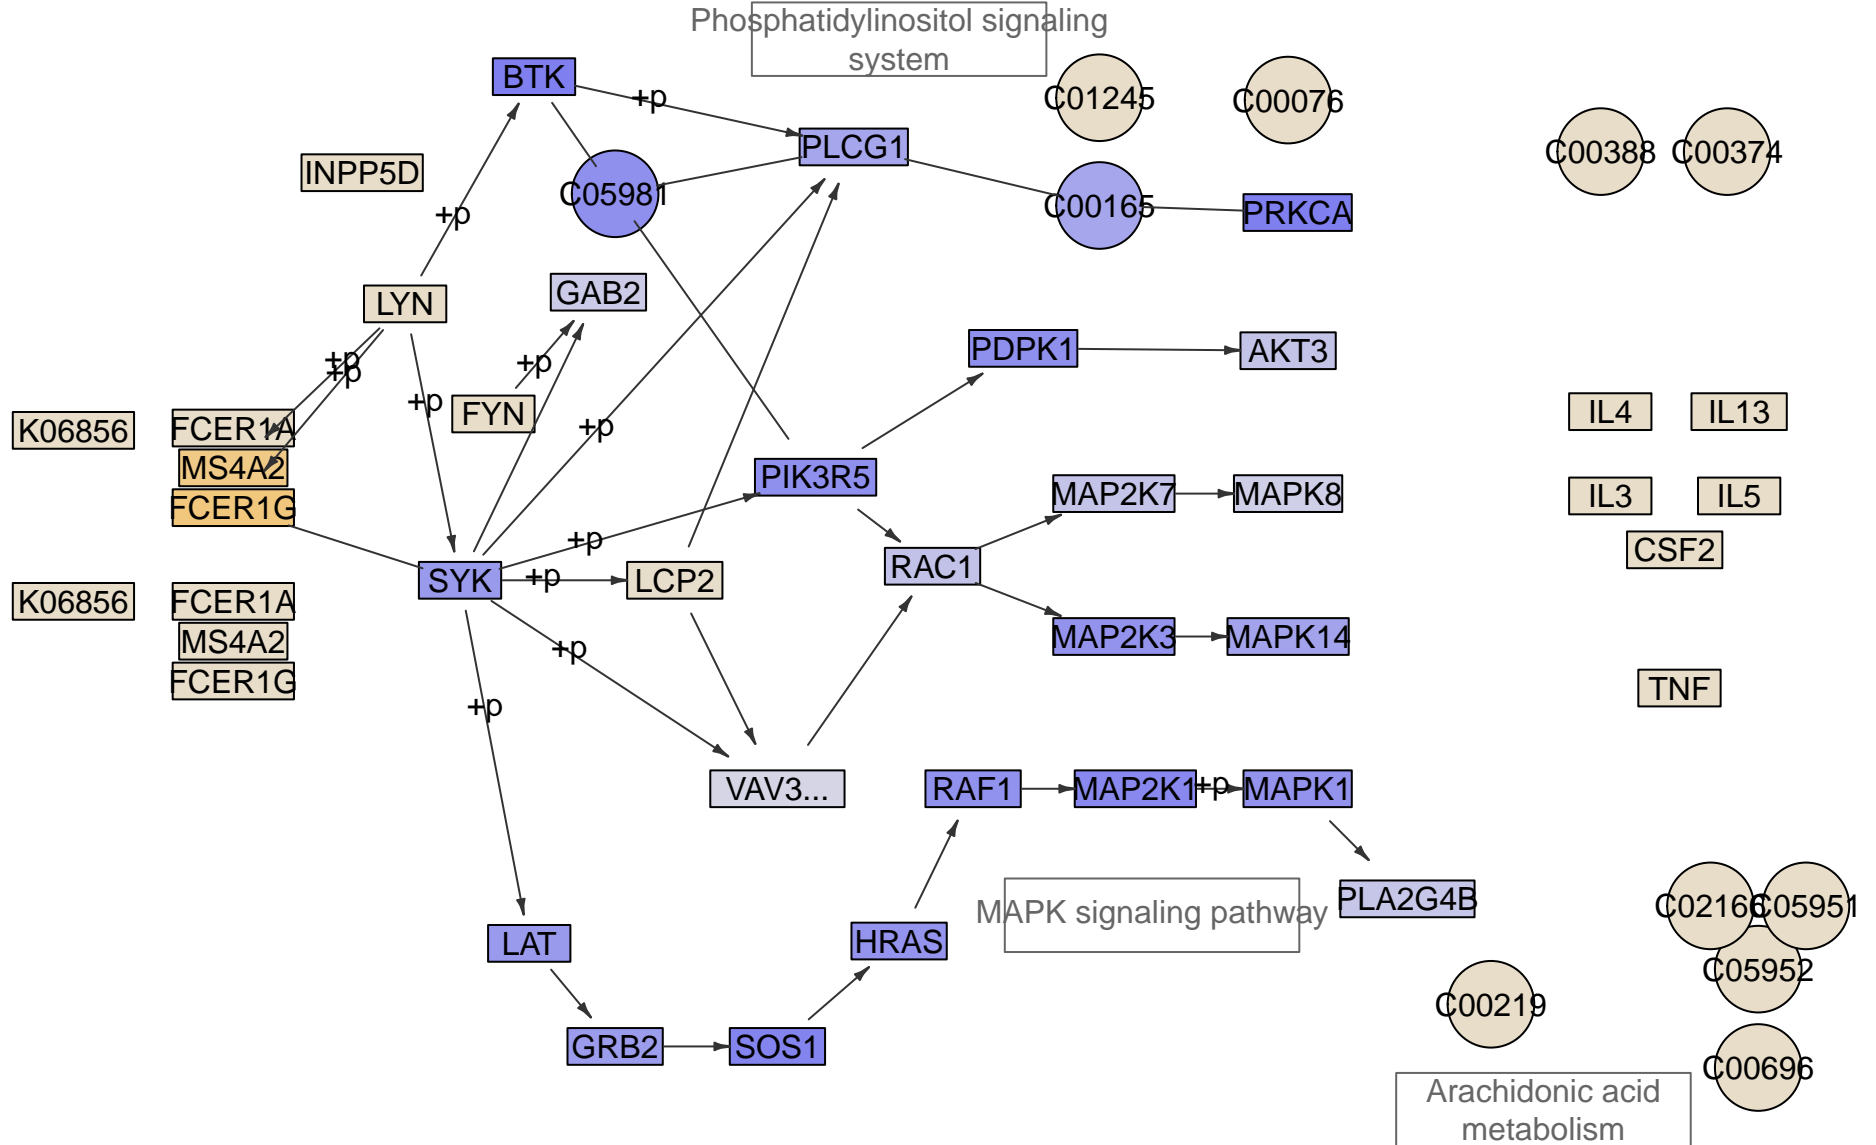 Phosphatidylinositol signaling
system
BTK
+p
C01245
C00076
PLCG1
C00388
C00374
INPP5D
C05981
C00165
PRKCA
+p
LYN
GAB2
PDPK1
AKT3
+p
+p
+p
+p
FYN
+p
K06856
FCER1A
IL4
IL13
MS4A2
PIK3R5
MAP2K7
MAPK8
IL3
IL5
FCER1G
+p
CSF2
SYK
+p
LCP2
RAC1
K06856
FCER1A
MS4A2
+p
MAP2K3
MAPK14
FCER1G
TNF
+p
VAV3...
RAF1
MAP2K1
+p
MAPK1
MAPK signaling pathway
PLA2G4B
C02166
C05951
LAT
HRAS
C05952
C00219
GRB2
SOS1
C00696
Arachidonic acid
metabolism